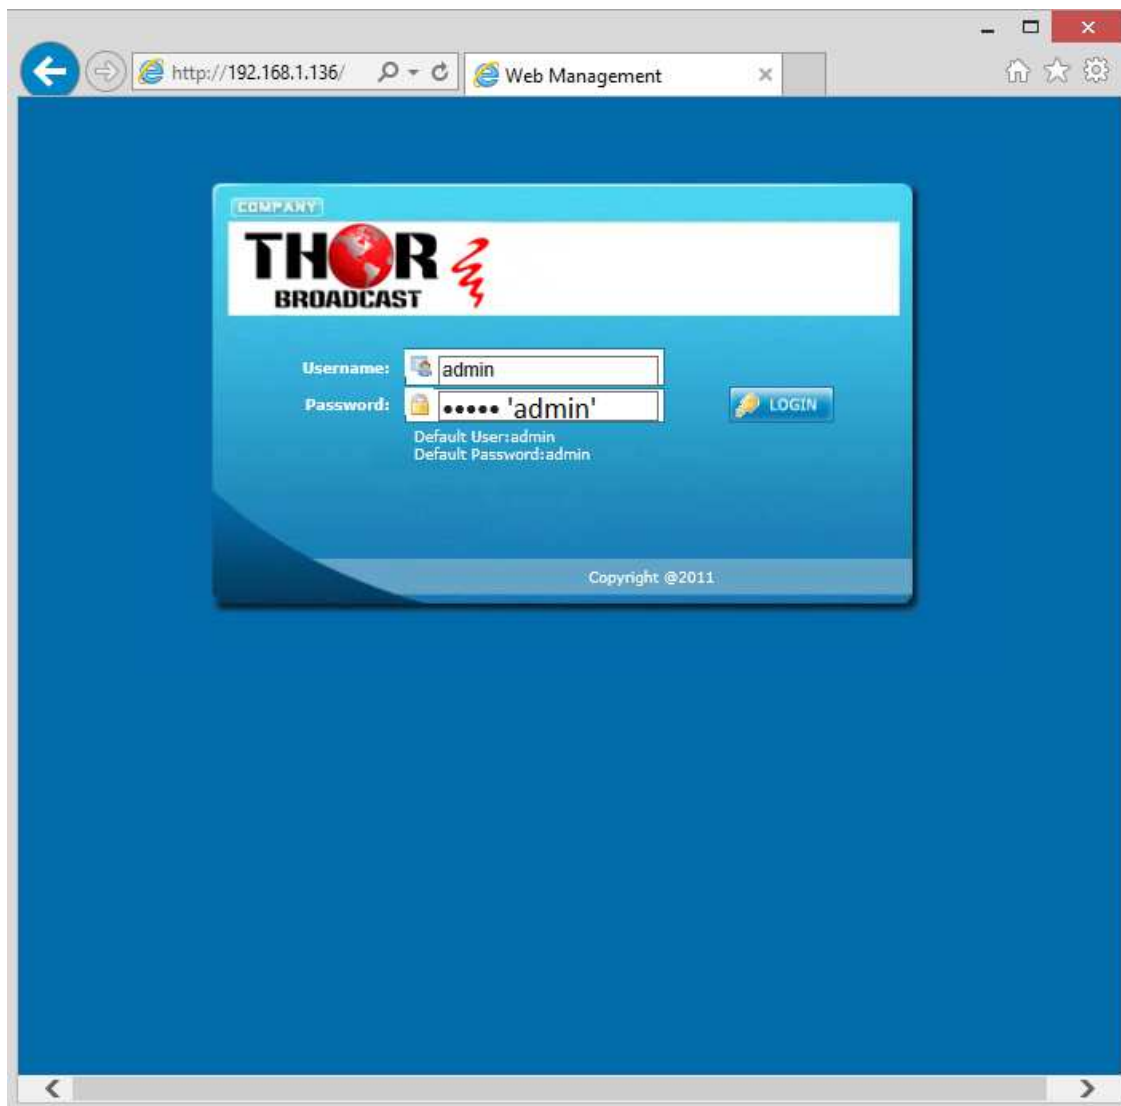 http://192.168.1.136/
Web Management
COMPANY
THOR
BROADCAST
Username: admin
Password: ••••• 'admin'
LOGIN
Default User:admin
Default Password:admin
Copyright @2011